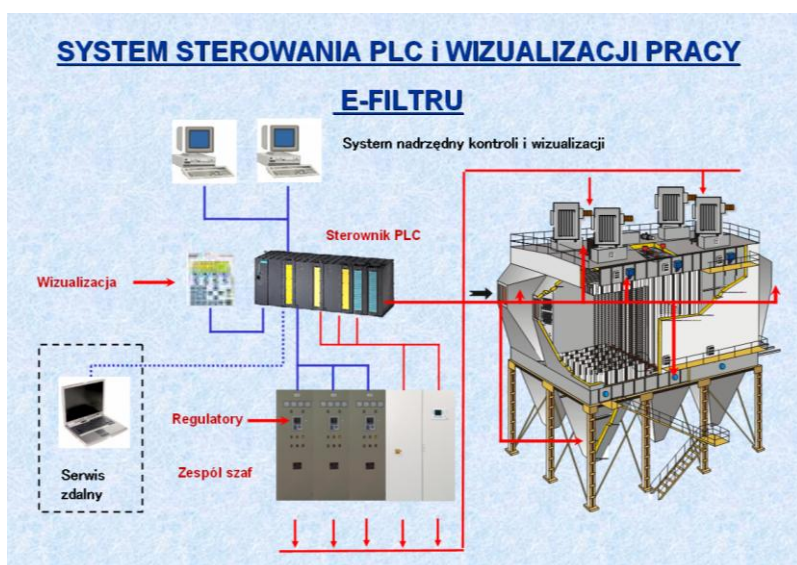 SYSTEM STEROWANIA PLC i WIZUALIZACJI PRACY
E-FILTRU
System nadrzędny kontroli i wizualizacji
Sterownik PLC
Wizualizacja
Regulatory
Zespół szaf
Serwis
zdalny